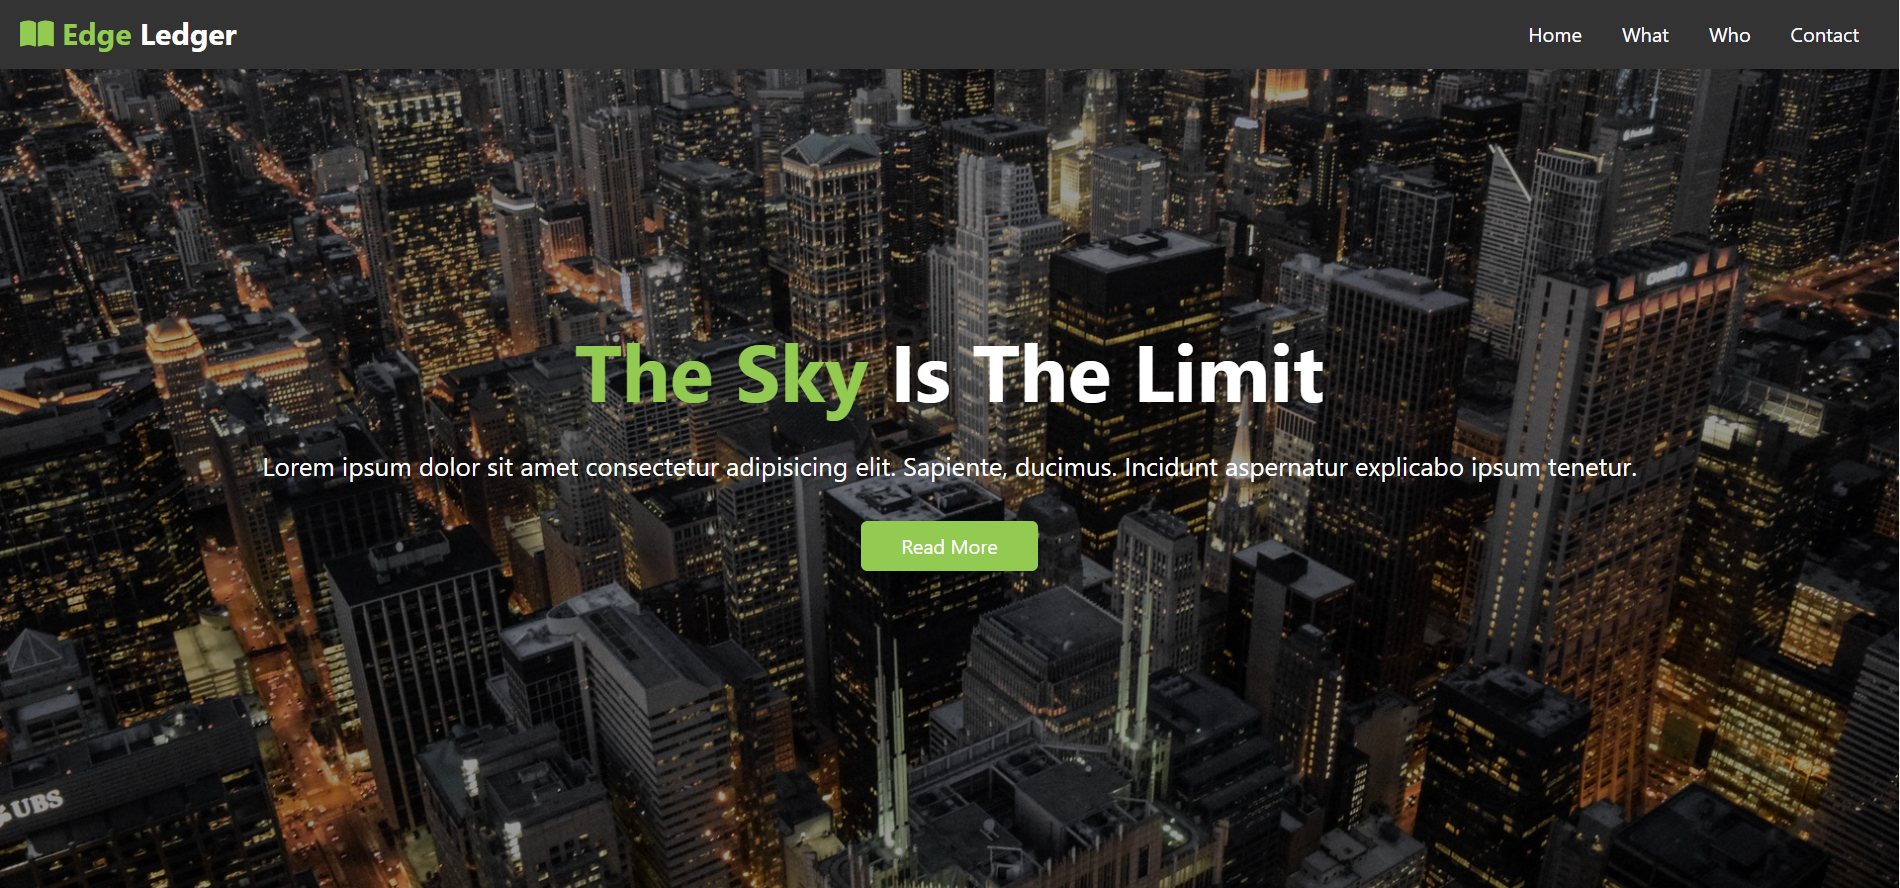 Edge Ledger
Home What Who Contact
The Sky Is The Limit
Lorem ipsum dolor sit amet consectetur adipisicing elit. Sapiente, ducimus. Incidunt aspernatur explicabo ipsum tenetur.
Read More
UBS